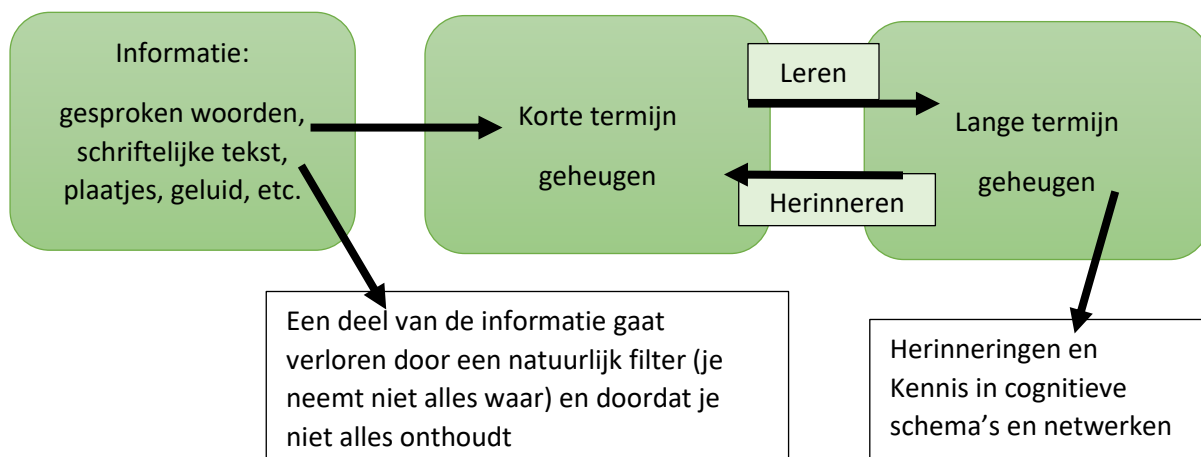 Informatie:
gesproken woorden,
schriftelijke tekst,
plaatjes, geluid, etc.
Korte termijn
geheugen
Leren
Herinneren
Lange termijn
geheugen
Een deel van de informatie gaat
verloren door een natuurlijk filter (je
neemt niet alles waar) en doordat je
niet alles onthoudt
Herinneringen en
Kennis in cognitieve
schema’s en netwerken